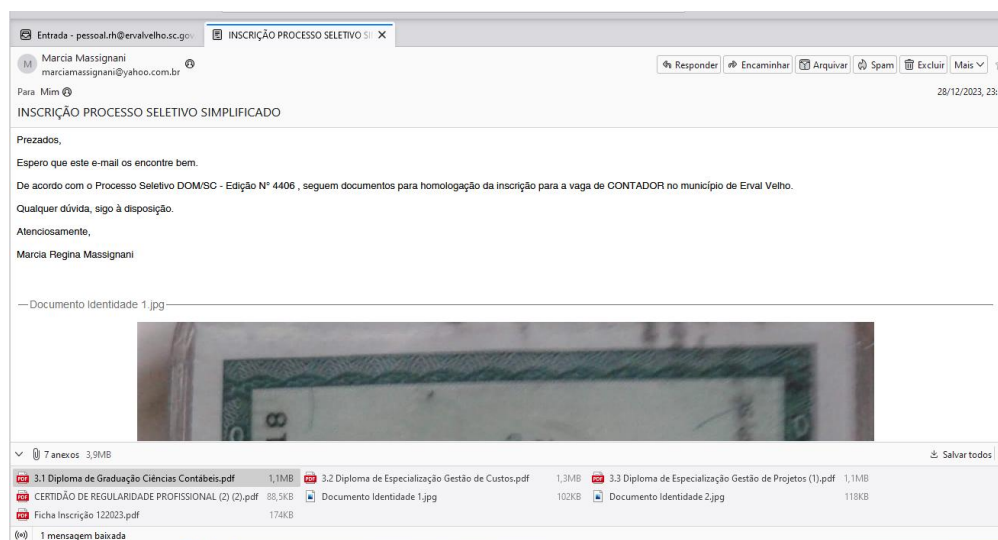 Entrada - pessoal.rh@ervalvelho.sc.gov
INSCRIÇÃO PROCESSO SELETIVO SI
M
Marcia Massignani
marciamassignani@yahoo.com.br
Responder Encaminhar Arquivar Spam Excluir Mais
Para Mim
28/12/2023, 23:
INSCRIÇÃO PROCESSO SELETIVO SIMPLIFICADO
Prezados,
Espero que este e-mail os encontre bem.
De acordo com o Processo Seletivo DOM/SC - Edição N° 4406 , seguem documentos para homologação da inscrição para a vaga de CONTADOR no município de Erval Velho.
Qualquer dúvida, sigo à disposição.
Atenciosamente,
Marcia Regina Massignani
Documento Identidade 1.jpg
7 anexos 3,9MB
Salvar todos
3.1 Diploma de Graduação Ciências Contábeis.pdf 1,1MB 3.2 Diploma de Especialização Gestão de Custos.pdf 1,3MB 3.3 Diploma de Especialização Gestão de Projetos (1).pdf 1,1MB
CERTIDÃO DE REGULARIDADE PROFISSIONAL (2) (2).pdf 88,5KB Documento Identidade 1.jpg 102KB Documento Identidade 2.jpg 118KB
Ficha Inscrição 122023.pdf 174KB
1 mensagem baixada